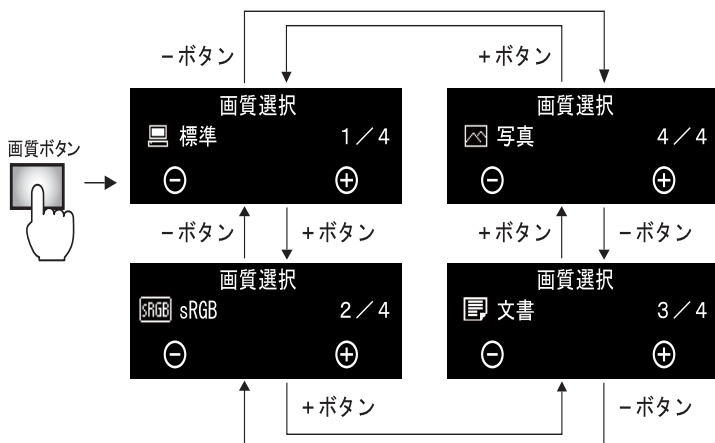 －ボタン
＋ボタン
画質選択
標準 1／4
画質選択
写真 4／4
画質ボタン
－ボタン
＋ボタン
＋ボタン
－ボタン
画質選択
sRGB sRGB 2／4
画質選択
文書 3／4
＋ボタン
－ボタン